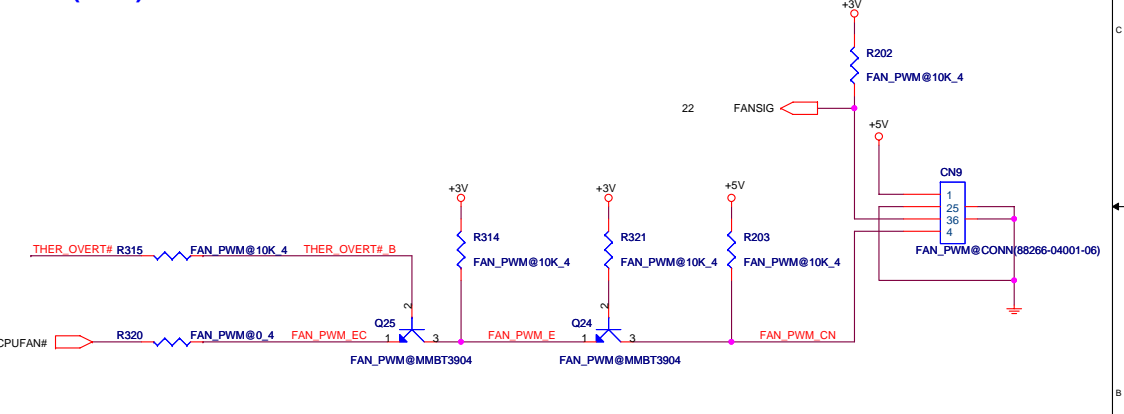 +3V
C
R202
FAN_PWM@10K_4
22
FANSIG
+5V
CN9
1
25
36
4
FAN_PWM@CONN(88266-04001-06)
+3V
+3V
+5V
THER_OVERT#
R315
FAN_PWM@10K_4
THER_OVERT#_B
R314
FAN_PWM@10K_4
R321
FAN_PWM@10K_4
R203
FAN_PWM@10K_4
2
2
CPUFAN#
R320
FAN_PWM@0_4
FAN_PWM_EC
Q25
1
3
FAN_PWM@MMBT3904
FAN_PWM_E
Q24
1
3
FAN_PWM@MMBT3904
FAN_PWM_CN
B